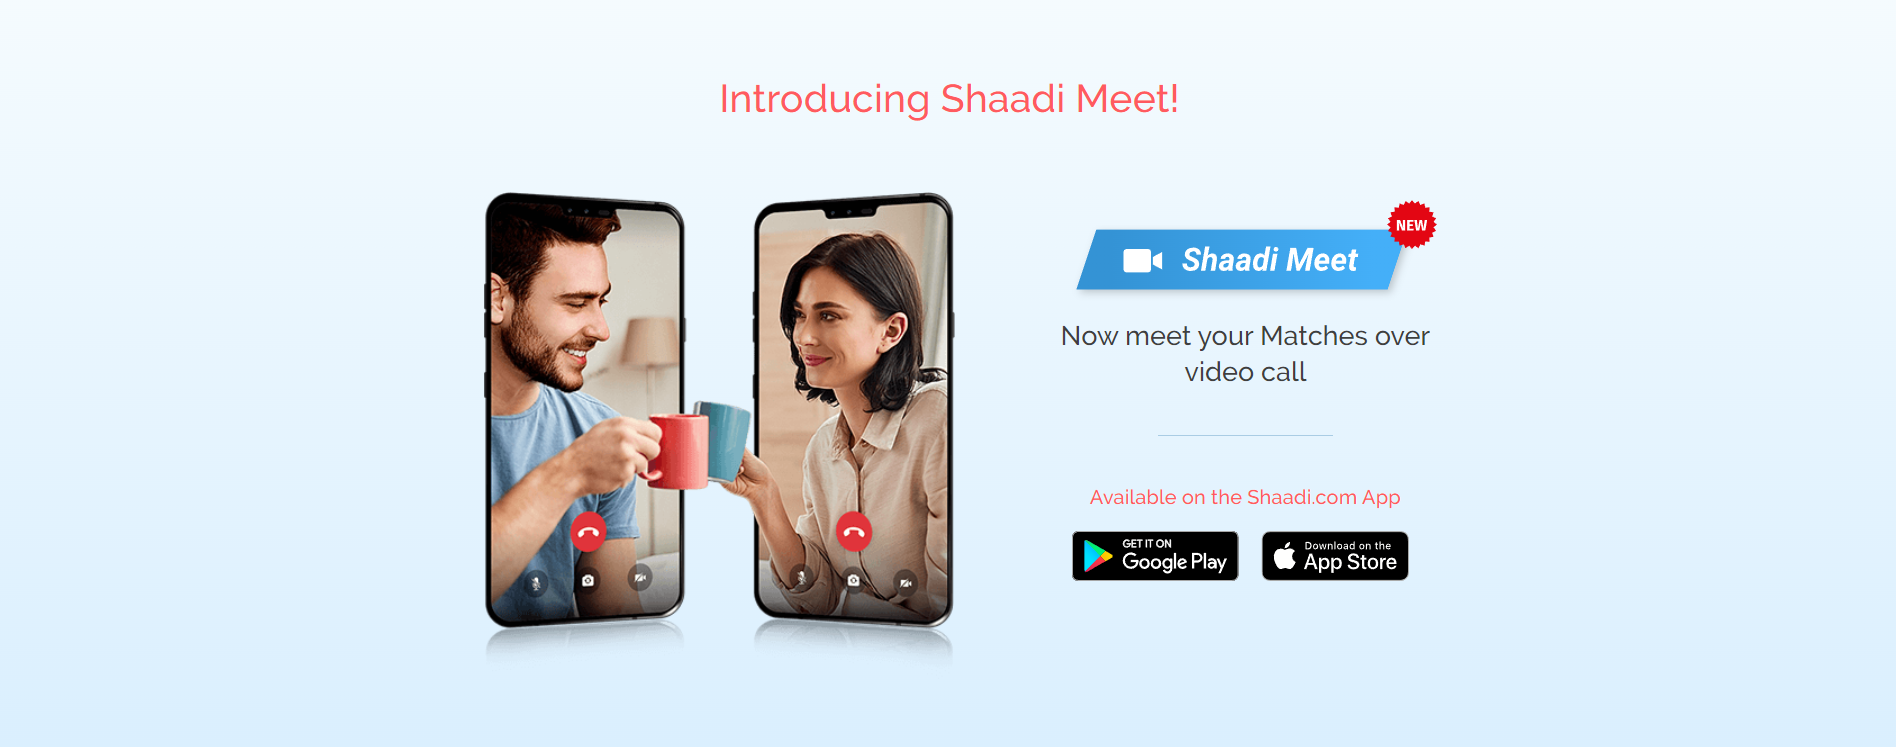 Introducing Shaadi Meet!
NEW
Shaadi Meet
Now meet your Matches over
video call
Available on the Shaadi.com App
GET IT ON
Google Play
Download on the
App Store